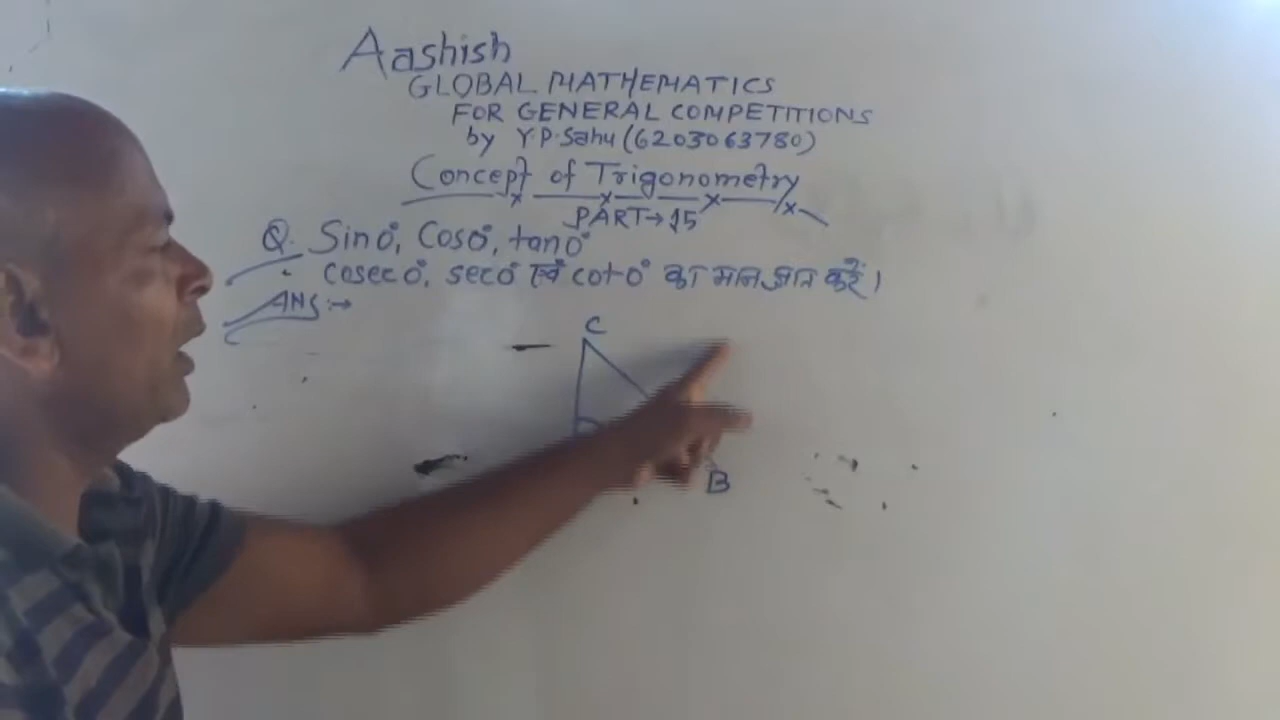 Aashish
GLOBAL MATHEMATICS
FOR GENERAL COMPETITIONS
by Y.P.Sahu (6203063780)
Concept of Trigonometry
PART→15
Q. Sin0°, Cos0°, tan0°
cosec0°, sec0° एवं cot0° का मान ज्ञात करें।
ANS:→
C
B